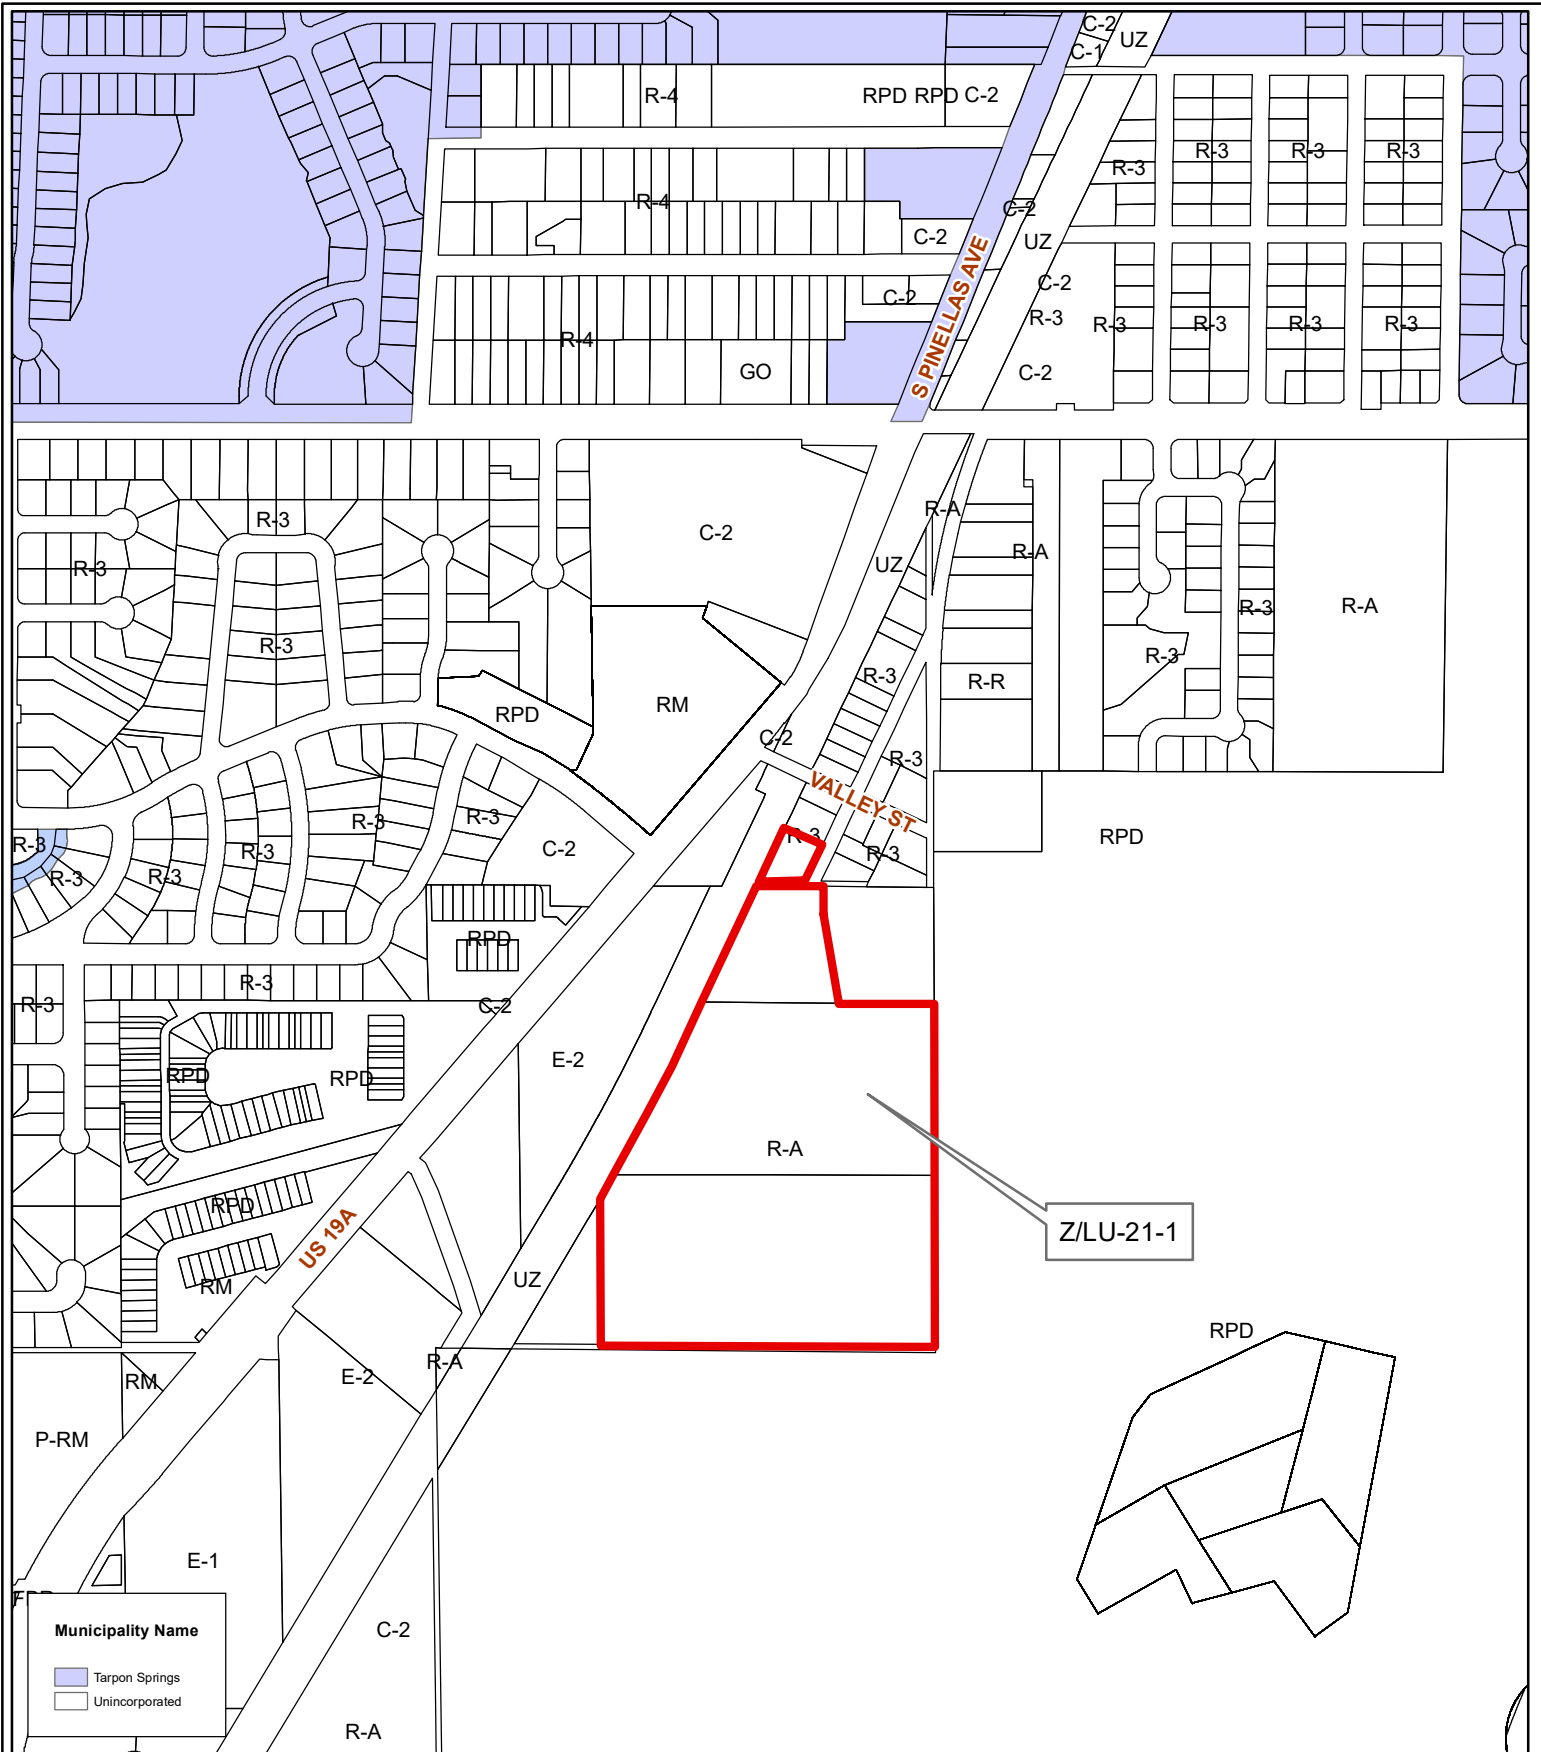 C-2
UZ
C-1
R-4
RPD RPD C-2
R-3
R-3
R-3
R-3
R-4
C-2
C-2
UZ
S PINELLAS AVE
C-2
C-2
R-3
R-3
R-3
R-3
R-3
R-4
GO
C-2
R-3
C-2
R-A
R-A
UZ
R-3
R-3
R-A
R-3
R-3
R-3
R-R
RPD
RM
C-2
R-3
VALLEY ST
R-3
R-3
R-3
R-3
C-2
R-3
RPD
R-3
R-3
R-3
RPD
R-3
R-3
C-2
E-2
RPD
RPD
R-A
RPD
Z/LU-21-1
US 19A
RM
UZ
RPD
R-A
E-2
RM
P-RM
E-1
C-2
R-A
Municipality Name
Tarpon Springs
Unincorporated